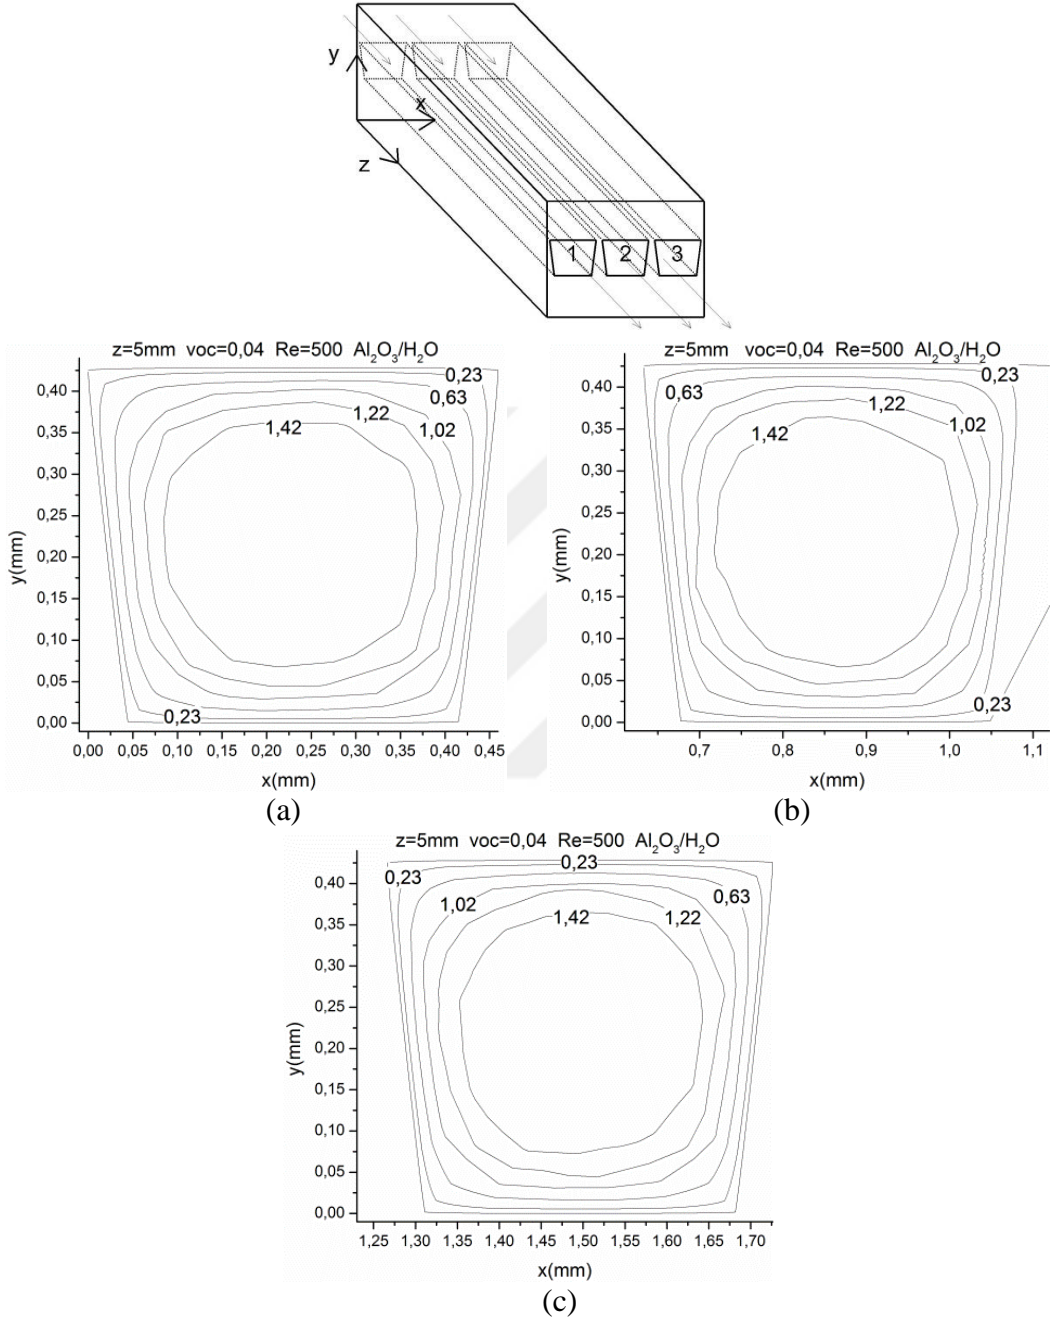 y
x
z
1 2 3
z=5mm voc=0,04 Re=500 Al₂O₃/H₂O
0,23
0,63
1,22
1,02
1,42
0,23
0,40
0,35
0,30
0,25
0,20
0,15
0,10
0,05
0,00
y(mm)
0,00 0,05 0,10 0,15 0,20 0,25 0,30 0,35 0,40 0,45
x(mm)
(a)
z=5mm voc=0,04 Re=500 Al₂O₃/H₂O
0,23
0,63
1,22
1,02
1,42
0,23
0,40
0,35
0,30
0,25
0,20
0,15
0,10
0,05
0,00
y(mm)
0,7 0,8 0,9 1,0 1,1
x(mm)
(b)
z=5mm voc=0,04 Re=500 Al₂O₃/H₂O
0,23
0,23
0,63
1,02
1,42
1,22
0,40
0,35
0,30
0,25
0,20
0,15
0,10
0,05
0,00
y(mm)
1,25 1,30 1,35 1,40 1,45 1,50 1,55 1,60 1,65 1,70
x(mm)
(c)